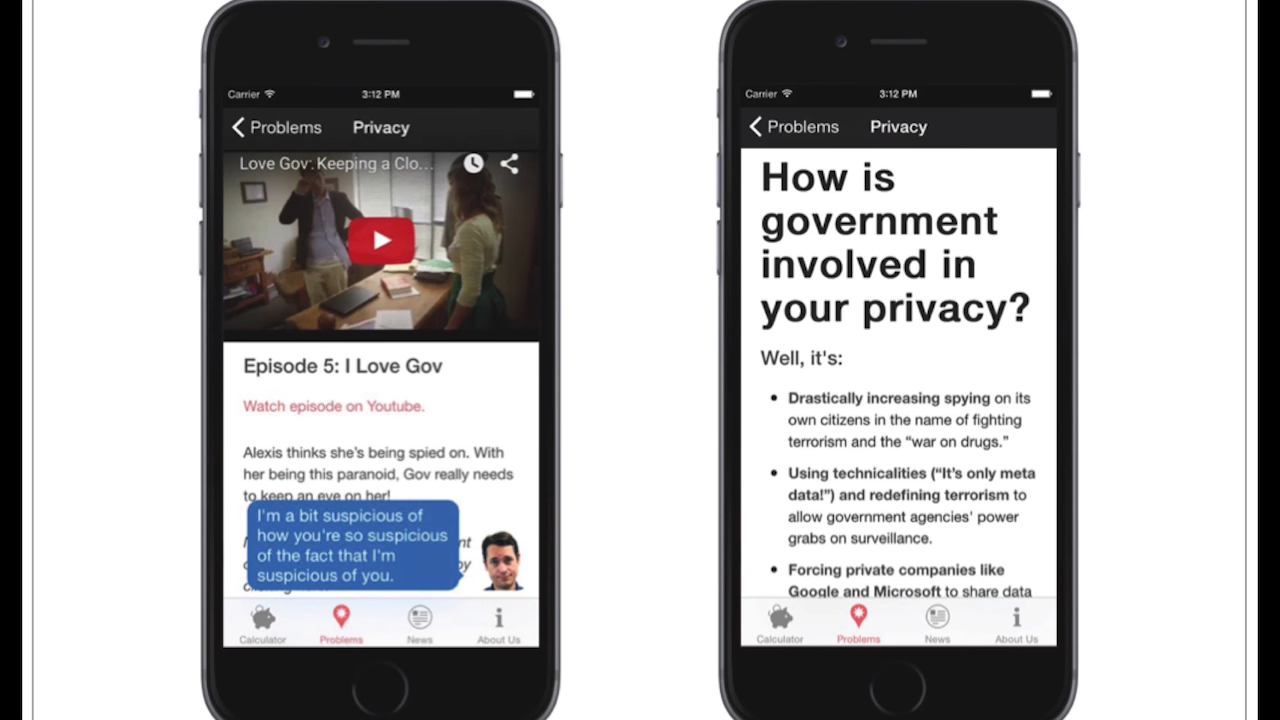 Carrier 3:12 PM
Problems Privacy
Love Gov: Keeping a Clo...
Episode 5: I Love Gov
Watch episode on Youtube.
Alexis thinks she's being spied on. With
her being this paranoid, Gov really needs
to keep an eye on her!
I'm a bit suspicious of
how you're so suspicious
of the fact that I'm
suspicious of you.
Calculator Problems News About Us
Carrier 3:12 PM
Problems Privacy
How is
government
involved in
your privacy?
Well, it's:
• Drastically increasing spying on its
own citizens in the name of fighting
terrorism and the “war on drugs.”
• Using technicalities (“It's only meta
data!”) and redefining terrorism to
allow government agencies' power
grabs on surveillance.
• Forcing private companies like
Google and Microsoft to share data
Calculator Problems News About Us